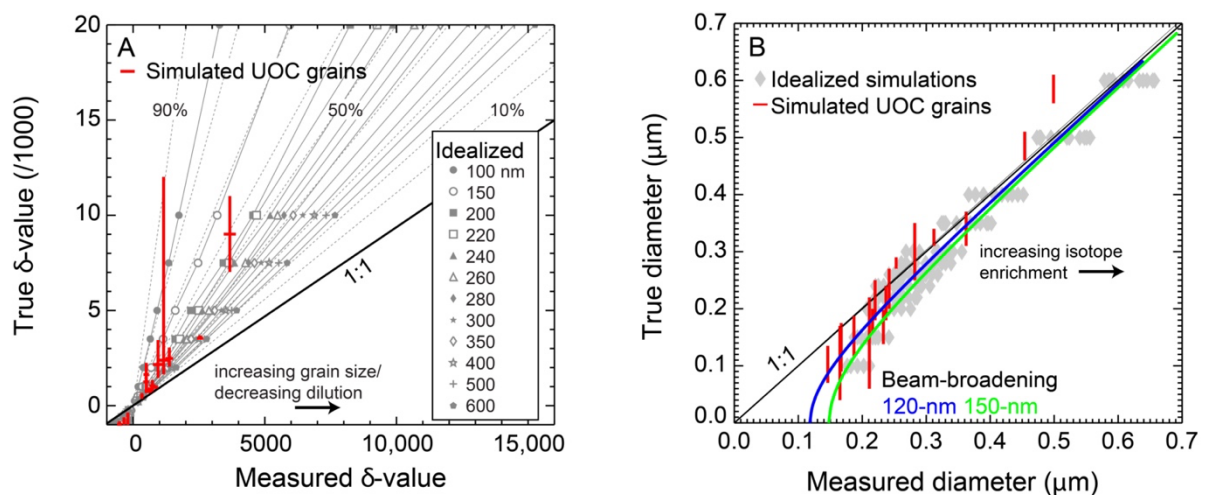 A
Simulated UOC grains
90%
50%
10%
Idealized
100 nm
150
200
220
240
260
280
300
350
400
500
600
1:1
increasing grain size/
decreasing dilution
20
15
10
5
0
0
5000
10,000
15,000
True δ-value (/1000)
Measured δ-value
B
Idealized simulations
Simulated UOC grains
increasing isotope
enrichment
1:1
Beam-broadening
120-nm 150-nm
0.7
0.6
0.5
0.4
0.3
0.2
0.1
0.0
0.0
0.1
0.2
0.3
0.4
0.5
0.6
0.7
True diameter (μm)
Measured diameter (μm)